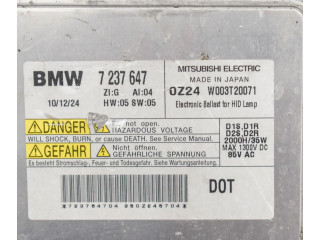 BMW 7 237 647
ZI:G AI:04
10/12/24 HW:05 SW:05
MITSUBISHI ELECTRIC
MADE IN JAPAN
0Z24 W003T20071
Electronic Ballast for HID Lamp
DANGER Do not open.
HAZARDOUS VOLTAGE
WILL SHOCK, BURN, or cause DEATH. See Service Manual.
GEFAHR Nicht öffnen.
GEFÄHRLICHE SPANNUNG
Es besteht Stromschlag-, Feuer- und Todesgefahr. Siehe Wartungsanleitung.
D1S,D1R
D2S,D2R
2000H/35W
MAX 1300V DC
85V AC
DOT